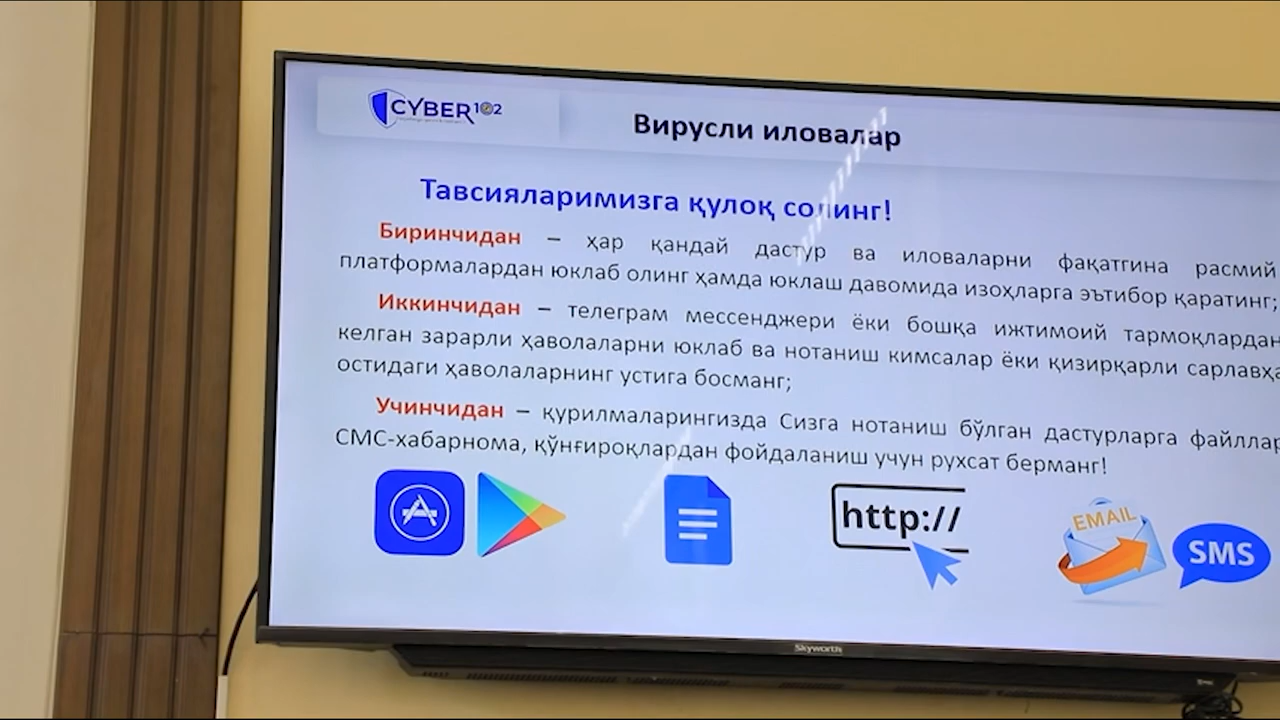 CYBER102
Вирусли иловалар
Тавсияларимизга қулоқ солинг!
Биринчидан – ҳар қандай дастур ва иловаларни фақатгина расмий
платформалардан юклаб олинг ҳамда юклаш давомида изоҳларга эътибор қаратинг;
Иккинчидан – телеграм мессенджери ёки бошқа ижтимоий тармоқлардан
келган зарарли ҳаволаларни юклаб ва нотаниш кимсалар ёки қизиқарли сарлавҳа
остидаги ҳаволаларнинг устига босманг;
Учинчидан – қурилмаларингизда Сизга нотаниш бўлган дастурларга файллар
СМС-хабарнома, қўнғироқлардан фойдаланиш учун рухсат берманг!
http://
EMAIL
SMS
Skyworth